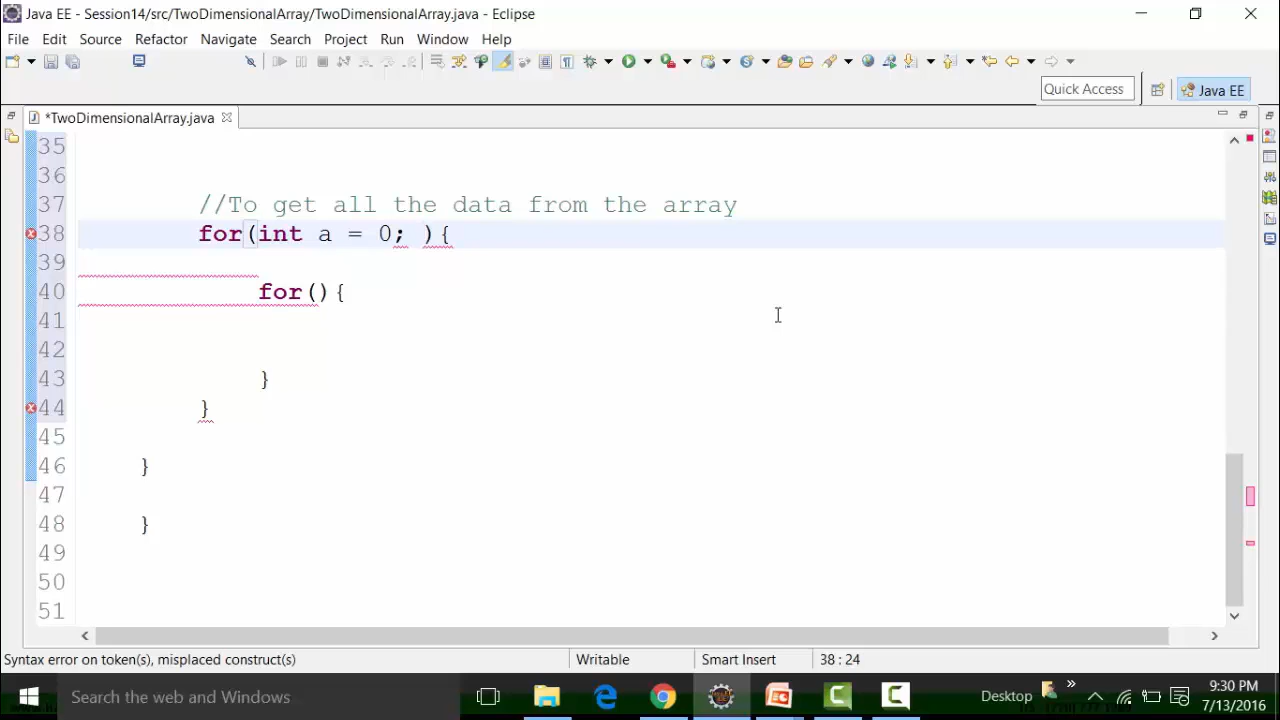 Java EE - Session14/src/TwoDimensionalArray/TwoDimensionalArray.java - Eclipse
File Edit Source Refactor Navigate Search Project Run Window Help
Quick Access
Java EE
*TwoDimensionalArray.java
35
36
37 //To get all the data from the array
38 for(int a = 0; ){
39
40 for(){
41
42
43 }
44 }
45
46 }
47
48 }
49
50
51
Syntax error on token(s), misplaced construct(s) Writable Smart Insert 38 : 24
Search the web and Windows
Desktop
9:30 PM
7/13/2016